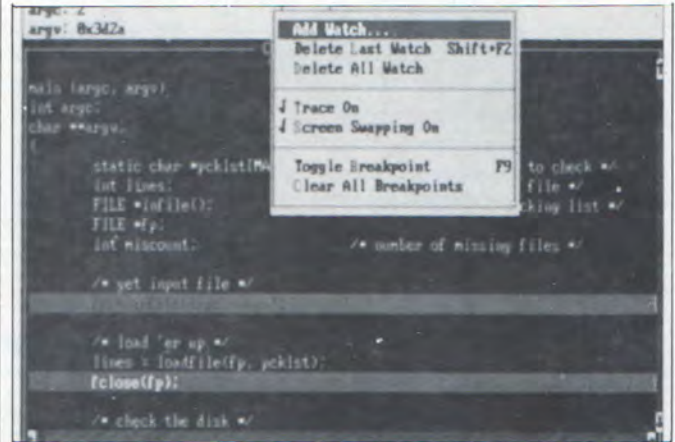 argc: 2
argv: 0x3d2a
Add Watch...
Delete Last Watch Shift+F2
Delete All Watch
√ Trace On
√ Screen Swapping On
Toggle Breakpoint F9
Clear All Breakpoints
main (argc, argv)
int argc;
char **argv;
{
static char *pcklst[MA to check */
int lines; file */
FILE *infile(); cking list */
FILE *fp;
int miscount; /* number of missing files */
/* get input file */
/* load 'er up */
lines = loadfile(fp, pcklst);
fclose(fp);
/* check the disk */